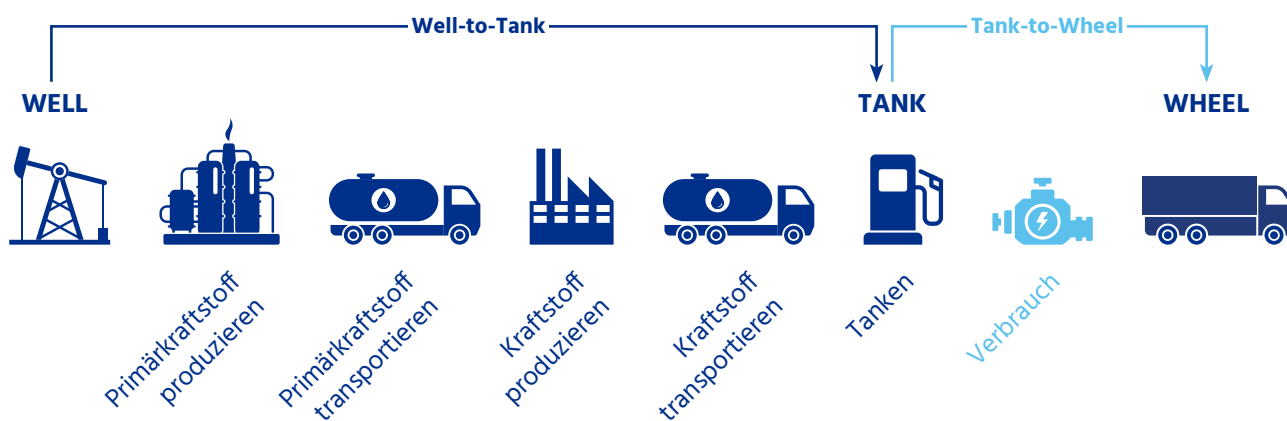 Well-to-Tank
Tank-to-Wheel
WELL
TANK
WHEEL
Primärkraftstoff
produzieren
Primärkraftstoff
transportieren
Kraftstoff
produzieren
Kraftstoff
transportieren
Tanken
Verbrauch